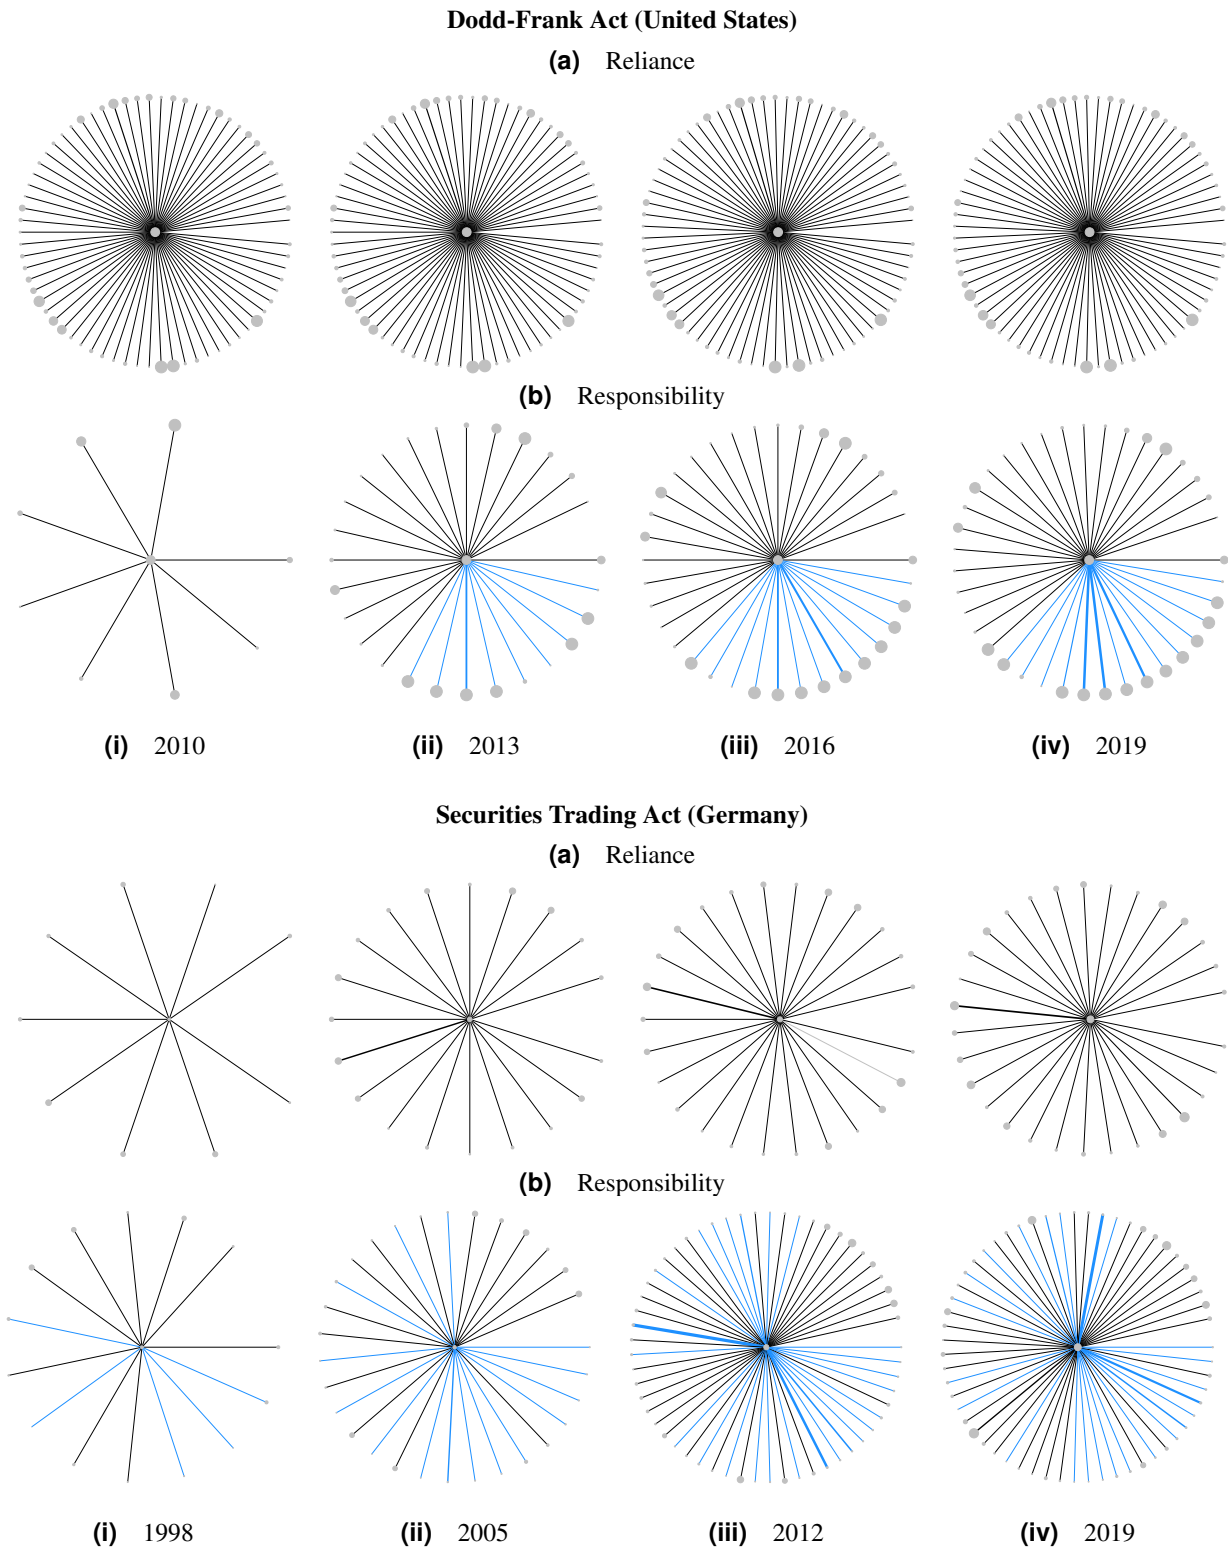 Dodd-Frank Act (United States)
(a) Reliance
(b) Responsibility
(i) 2010 (ii) 2013 (iii) 2016 (iv) 2019
Securities Trading Act (Germany)
(a) Reliance
(b) Responsibility
(i) 1998 (ii) 2005 (iii) 2012 (iv) 2019